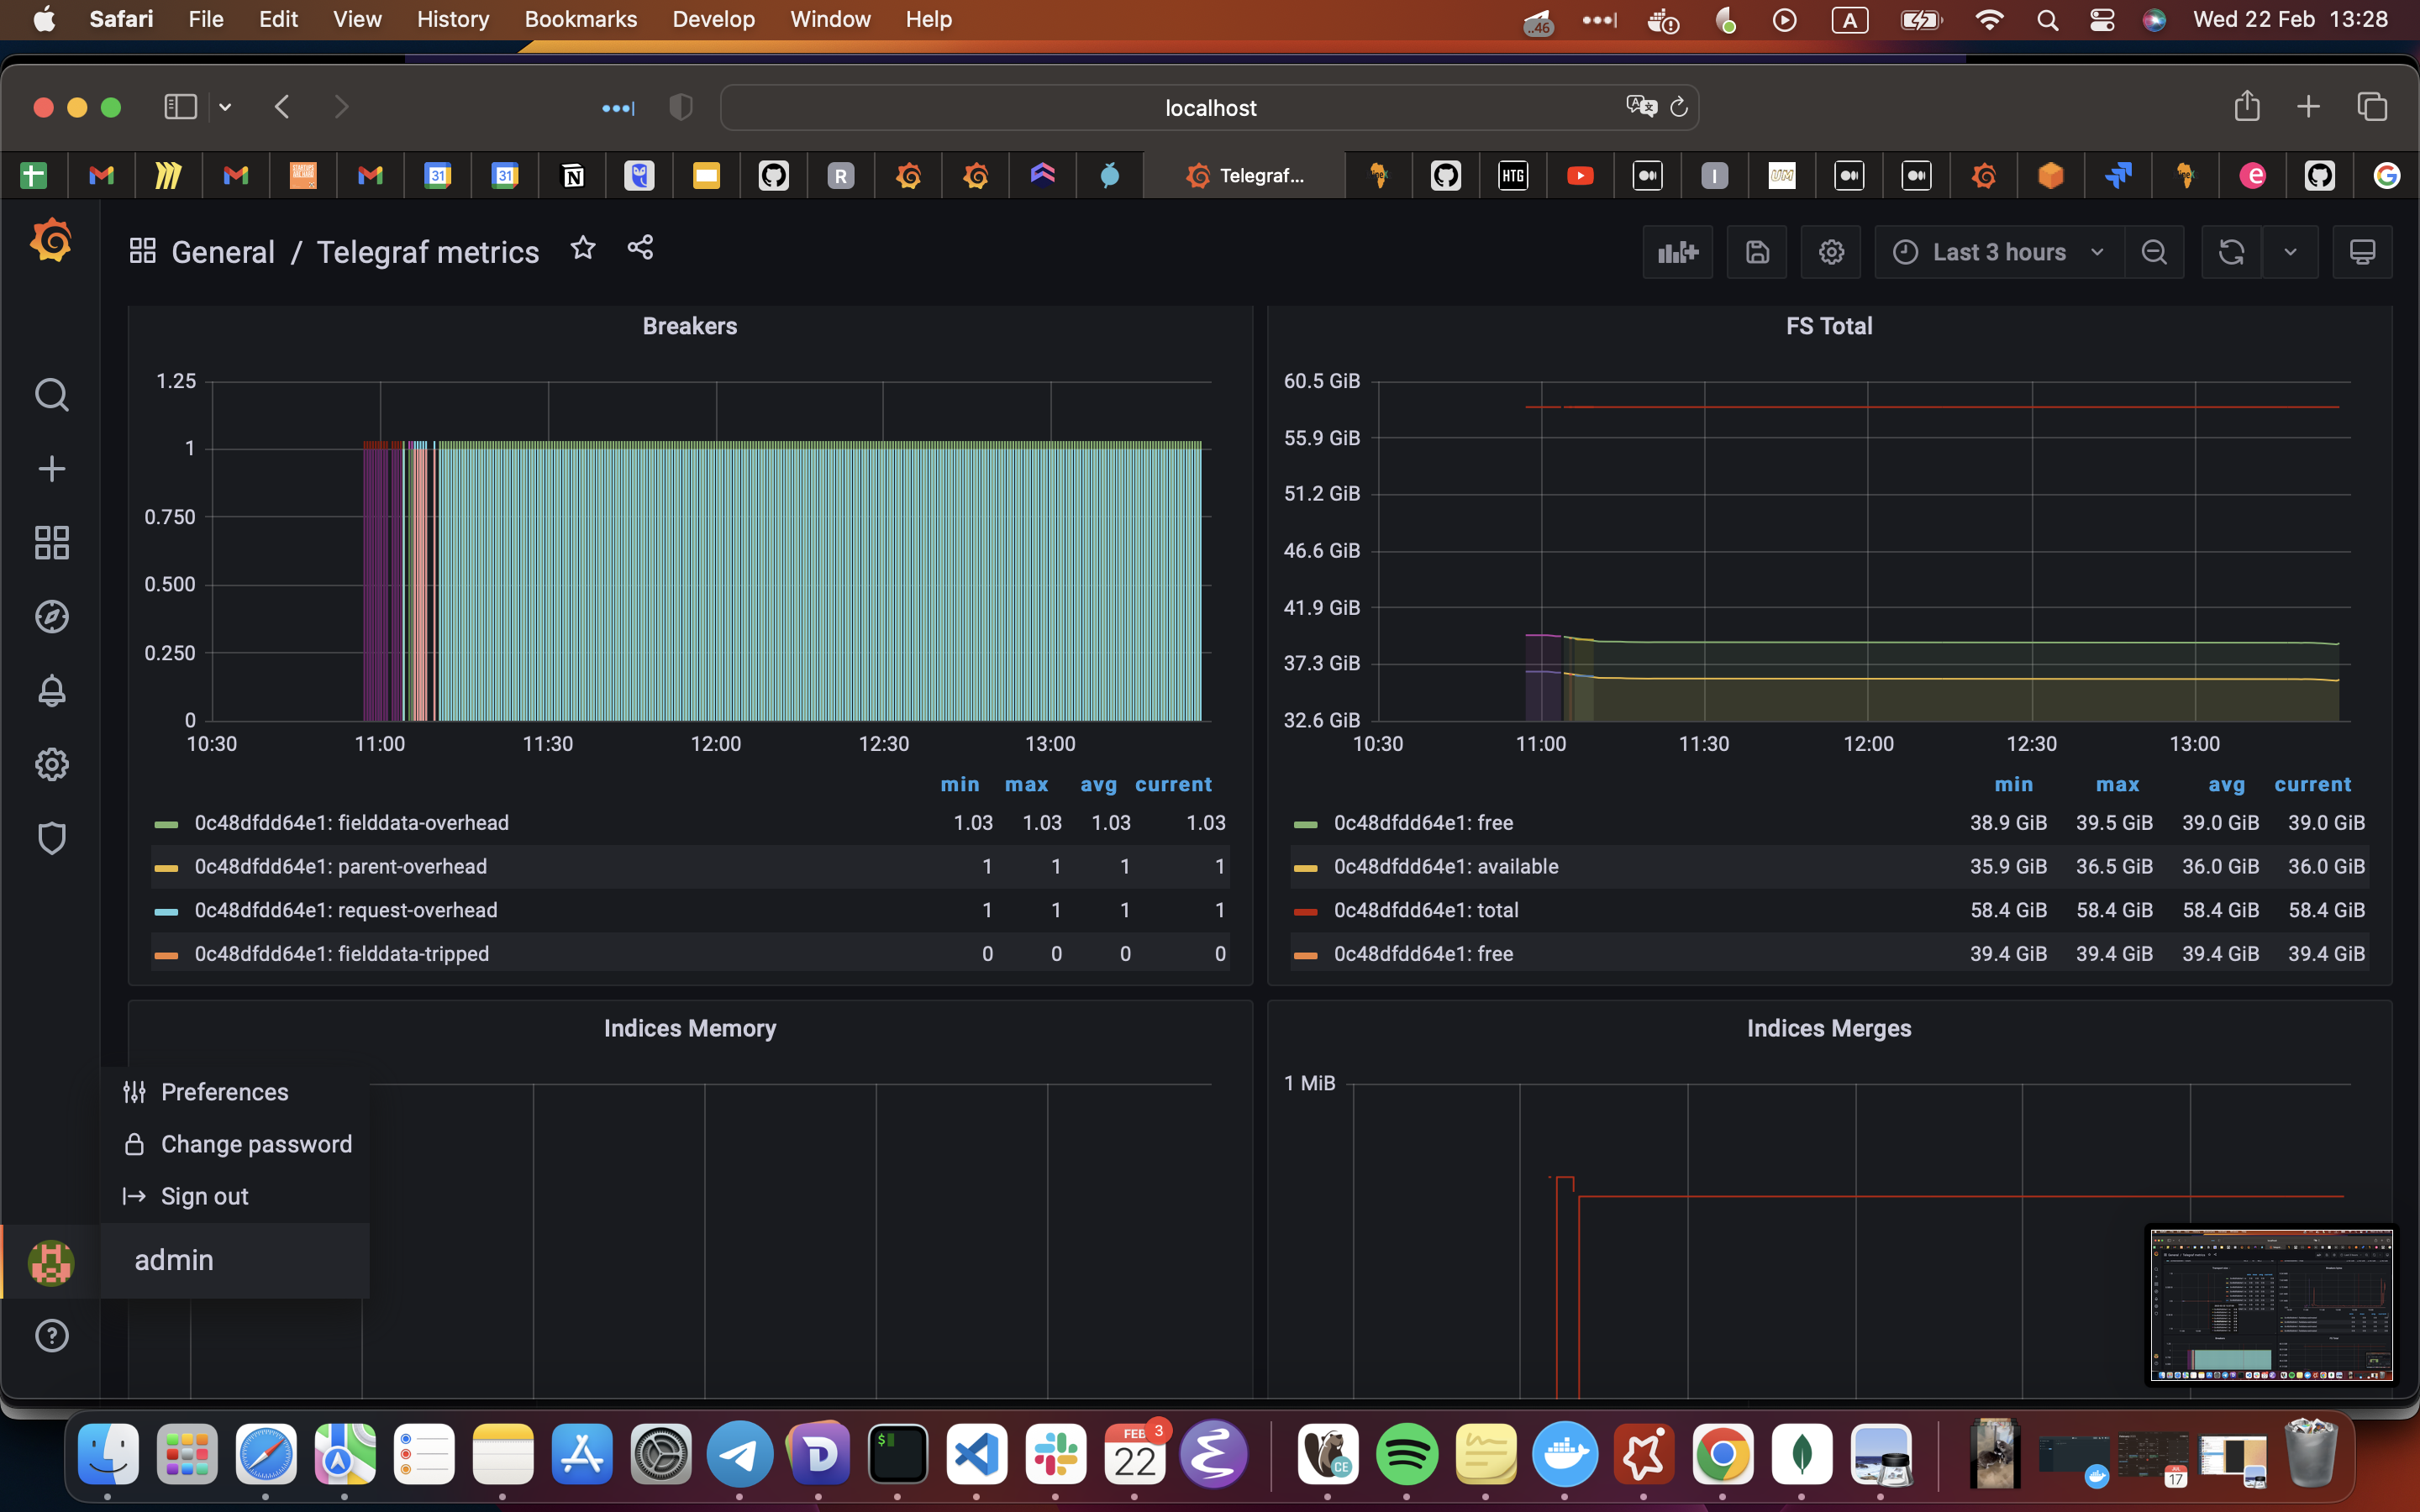 Safari File Edit View History Bookmarks Develop Window Help
..46 A Wed 22 Feb 13:28
localhost
31 31 R Telegraf... HTG I UM
General / Telegraf metrics
Last 3 hours
Breakers
1.25
1
0.750
0.500
0.250
0
10:30 11:00 11:30 12:00 12:30 13:00
min max avg current
0c48dfdd64e1: fielddata-overhead 1.03 1.03 1.03 1.03
0c48dfdd64e1: parent-overhead 1 1 1 1
0c48dfdd64e1: request-overhead 1 1 1 1
0c48dfdd64e1: fielddata-tripped 0 0 0 0
FS Total
60.5 GiB
55.9 GiB
51.2 GiB
46.6 GiB
41.9 GiB
37.3 GiB
32.6 GiB
10:30 11:00 11:30 12:00 12:30 13:00
min max avg current
0c48dfdd64e1: free 38.9 GiB 39.5 GiB 39.0 GiB 39.0 GiB
0c48dfdd64e1: available 35.9 GiB 36.5 GiB 36.0 GiB 36.0 GiB
0c48dfdd64e1: total 58.4 GiB 58.4 GiB 58.4 GiB 58.4 GiB
0c48dfdd64e1: free 39.4 GiB 39.4 GiB 39.4 GiB 39.4 GiB
Indices Memory
Indices Merges
1 MiB
Preferences
Change password
Sign out
admin
FEB 3
22
CE
17